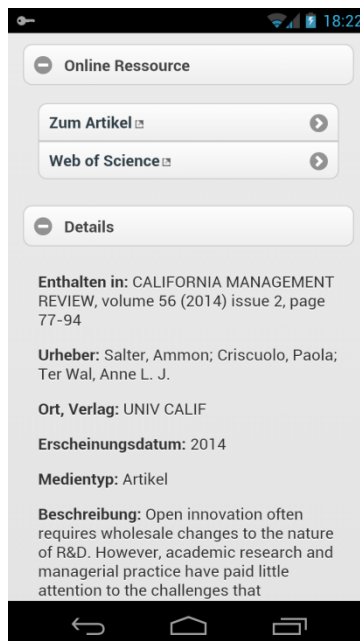 18:22
Online Ressource
Zum Artikel
Web of Science
Details
Enthalten in: CALIFORNIA MANAGEMENT
REVIEW, volume 56 (2014) issue 2, page
77-94
Urheber: Salter, Ammon; Criscuolo, Paola;
Ter Wal, Anne L. J.
Ort, Verlag: UNIV CALIF
Erscheinungsdatum: 2014
Medientyp: Artikel
Beschreibung: Open innovation often
requires wholesale changes to the nature
of R&D. However, academic research and
managerial practice have paid little
attention to the challenges that